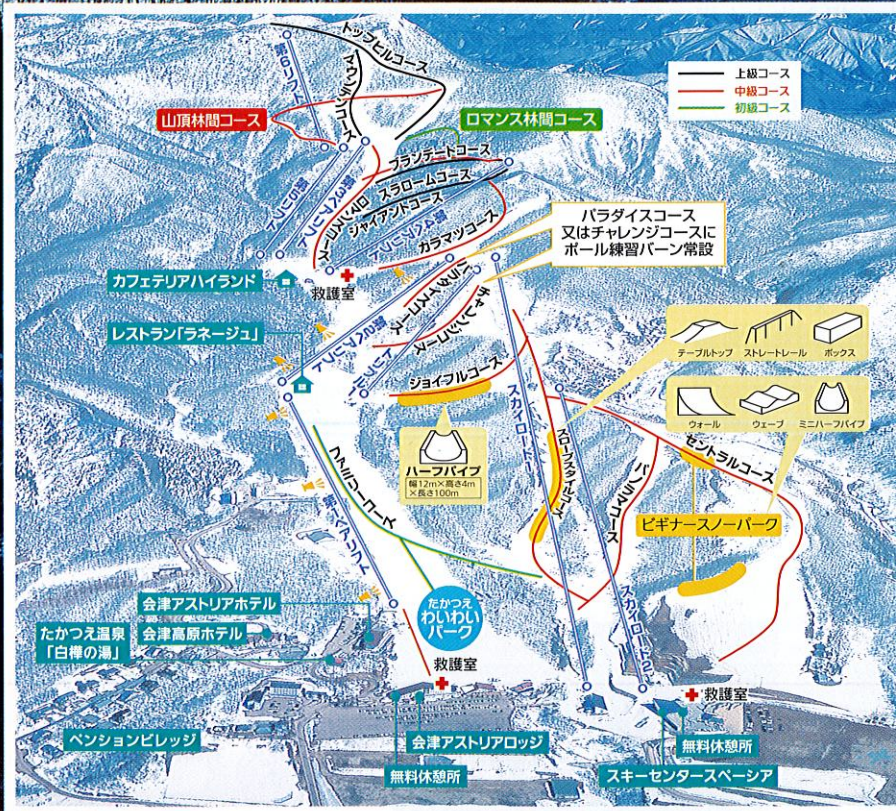 トップヒルコース
第6リフト
マウンテンコース
上級コース
中級コース
初級コース
山頂林間コース
ロマンス林間コース
ブランデートコース
スラロームコース
ジャイアントコース
ロマンスコース
第5リフト
第3ペアリフト
第4ペアリフト
カラマツコース
パラダイスコース
又はチャレンジコースに
ポール練習バーン常設
カフェテリアハイランド
救護室
レストラン「ラネージュ」
パラダイスコース
チャレンジコース
第2ペアリフト
トリプル
ジョイフルコース
テーブルトップ
ストレートレール
ボックス
ウォール
ウェーブ
ミニハーフパイプ
スカイロード1
スロープスタイルコース
セントラルコース
パノラマコース
ハーフパイプ
幅12m×高さ4m
×長さ100m
ファミリーコース
ビギナースノーパーク
第1ペアリフト
スカイロード2
たかつえ
わいわい
パーク
会津アストリアホテル
会津高原ホテル
たかつえ温泉
「白樺の湯」
救護室
救護室
ペンションビレッジ
会津アストリアロッジ
無料休憩所
無料休憩所
スキーセンタースペーシア